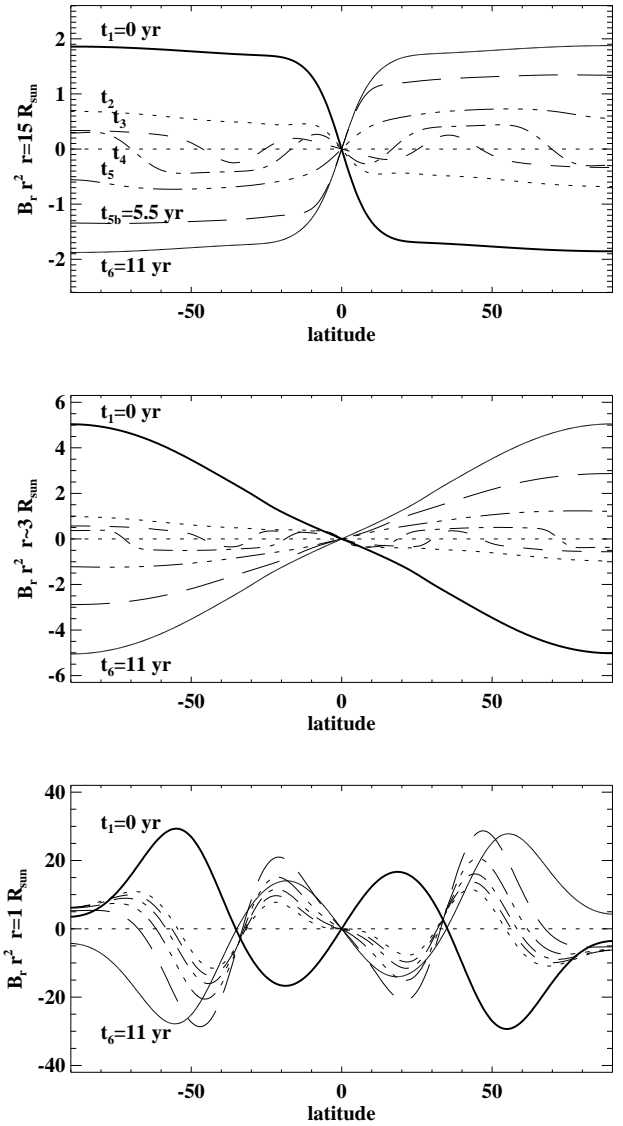 t₁=0 yr
2
1
0
-1
-2
t₂
t₃
t₄
t₅
t₅b=5.5 yr
t₆=11 yr
Bᵣ r² r=15 Rsun
-50 0 50
latitude
t₁=0 yr
6
4
2
0
-2
-4
-6
t₆=11 yr
Bᵣ r² r~3 Rsun
-50 0 50
latitude
t₁=0 yr
40
20
0
-20
-40
t₆=11 yr
Bᵣ r² r=1 Rsun
-50 0 50
latitude